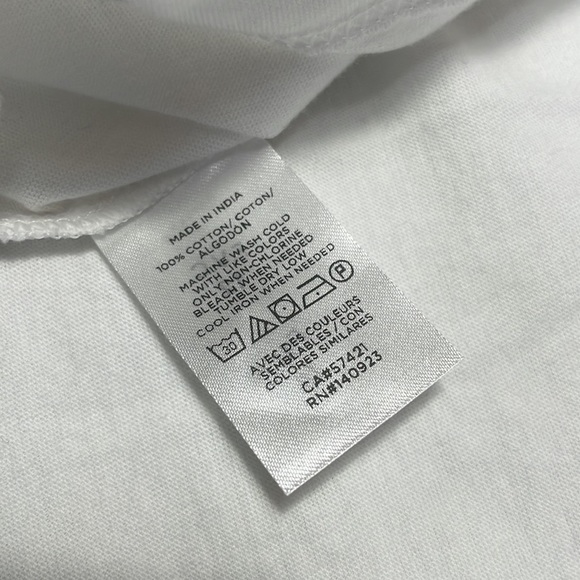 MADE IN INDIA
100% COTTON/ COTON/
ALGODÓN
MACHINE WASH COLD
WITH LIKE COLORS
ONLY NON-CHLORINE
BLEACH WHEN NEEDED
TUMBLE DRY LOW
COOL IRON WHEN NEEDED
30 P
AVEC DES COULEURS
SEMBLABLES / CON
COLORES SIMILARES
CA#57421
RN#140923